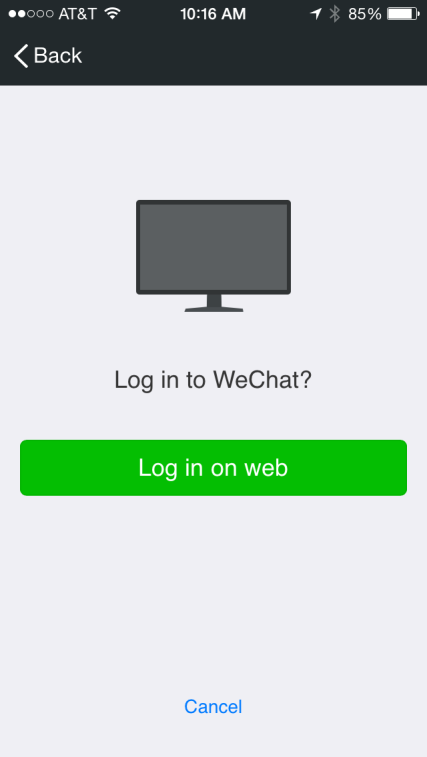 AT&T 10:16 AM 85%
Back
Log in to WeChat?
Log in on web
Cancel